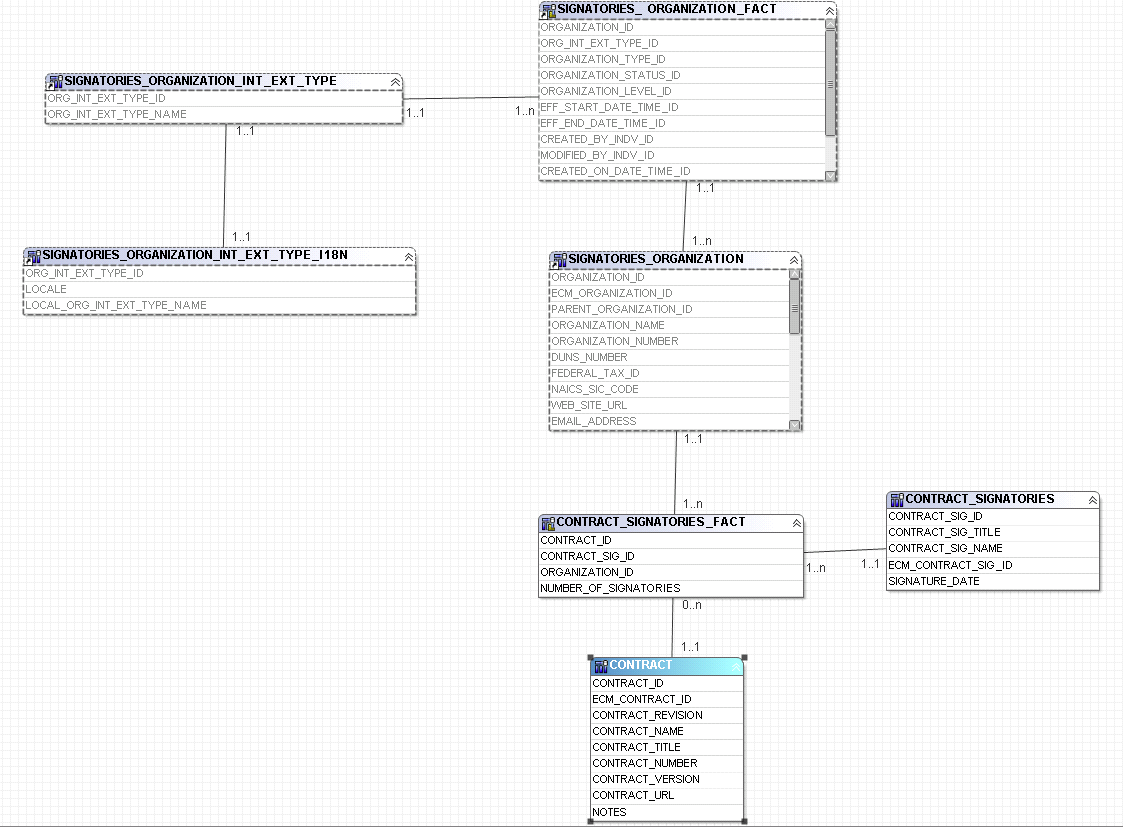 SIGNATORIES_ ORGANIZATION_FACT
ORGANIZATION_ID
ORG_INT_EXT_TYPE_ID
ORGANIZATION_TYPE_ID
ORGANIZATION_STATUS_ID
ORGANIZATION_LEVEL_ID
EFF_START_DATE_TIME_ID
EFF_END_DATE_TIME_ID
CREATED_BY_INDV_ID
MODIFIED_BY_INDV_ID
CREATED_ON_DATE_TIME_ID
SIGNATORIES_ORGANIZATION_INT_EXT_TYPE
ORG_INT_EXT_TYPE_ID
ORG_INT_EXT_TYPE_NAME
1..1
1..n
1..1
1..1
SIGNATORIES_ORGANIZATION_INT_EXT_TYPE_I18N
ORG_INT_EXT_TYPE_ID
LOCALE
LOCAL_ORG_INT_EXT_TYPE_NAME
1..1
1..n
SIGNATORIES_ORGANIZATION
ORGANIZATION_ID
ECM_ORGANIZATION_ID
PARENT_ORGANIZATION_ID
ORGANIZATION_NAME
ORGANIZATION_NUMBER
DUNS_NUMBER
FEDERAL_TAX_ID
NAICS_SIC_CODE
WEB_SITE_URL
EMAIL_ADDRESS
1..1
1..n
CONTRACT_SIGNATORIES_FACT
CONTRACT_ID
CONTRACT_SIG_ID
ORGANIZATION_ID
NUMBER_OF_SIGNATORIES
1..n
1..1
CONTRACT_SIGNATORIES
CONTRACT_SIG_ID
CONTRACT_SIG_TITLE
CONTRACT_SIG_NAME
ECM_CONTRACT_SIG_ID
SIGNATURE_DATE
0..n
1..1
CONTRACT
CONTRACT_ID
ECM_CONTRACT_ID
CONTRACT_REVISION
CONTRACT_NAME
CONTRACT_TITLE
CONTRACT_NUMBER
CONTRACT_VERSION
CONTRACT_URL
NOTES